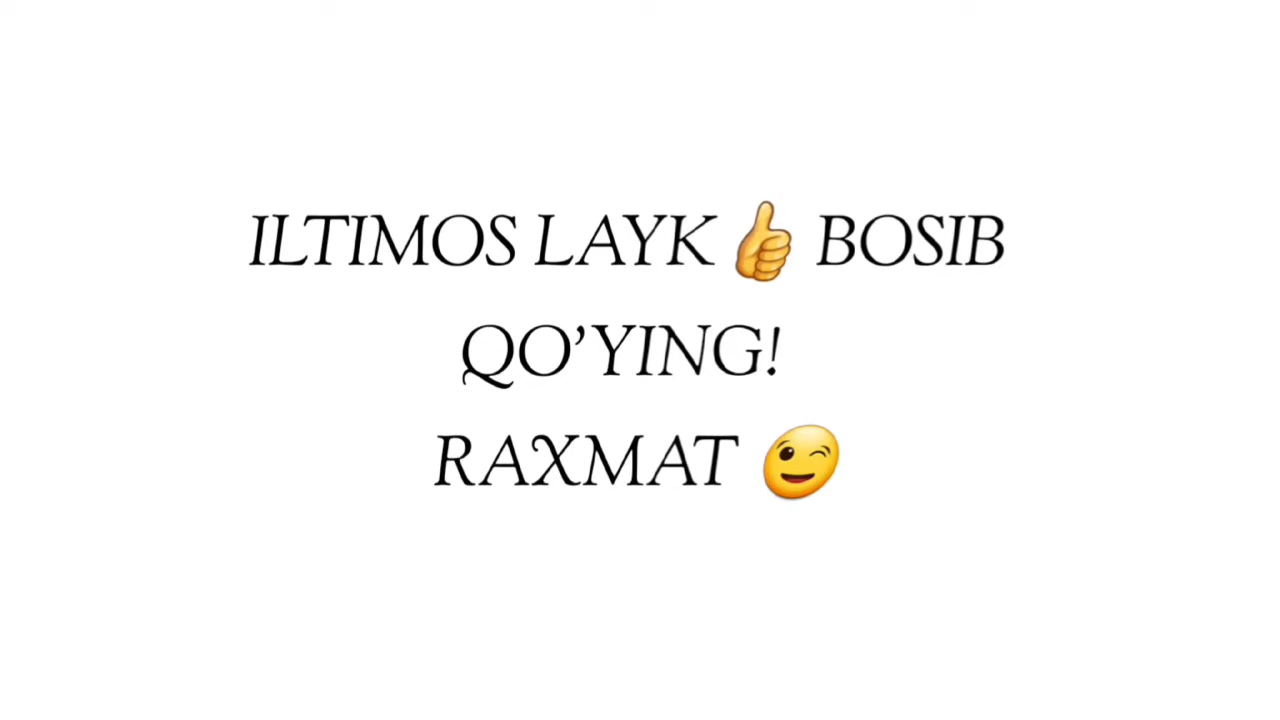 ILTIMOS LAYK 👍 BOSIB
QO’YING!
RAXMAT 😉